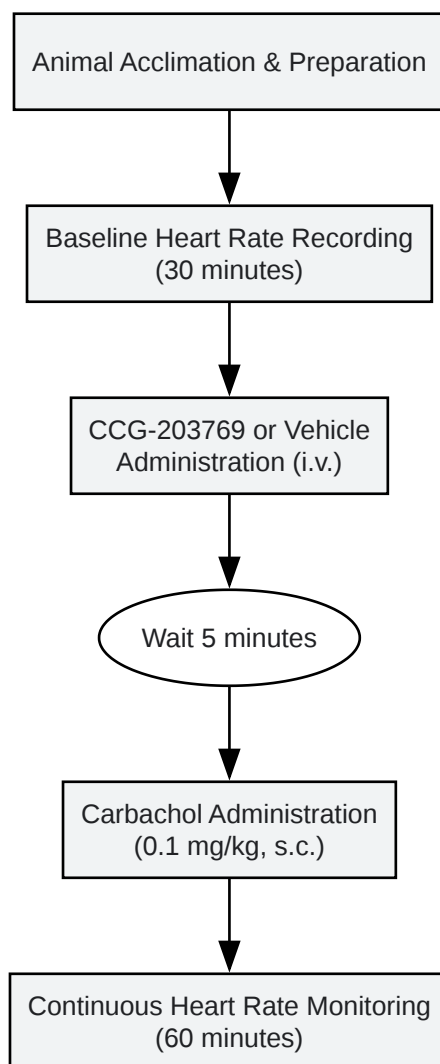 Animal Acclimation & Preparation
Baseline Heart Rate Recording
(30 minutes)
CCG-203769 or Vehicle
Administration (i.v.)
Wait 5 minutes
Carbachol Administration
(0.1 mg/kg, s.c.)
Continuous Heart Rate Monitoring
(60 minutes)